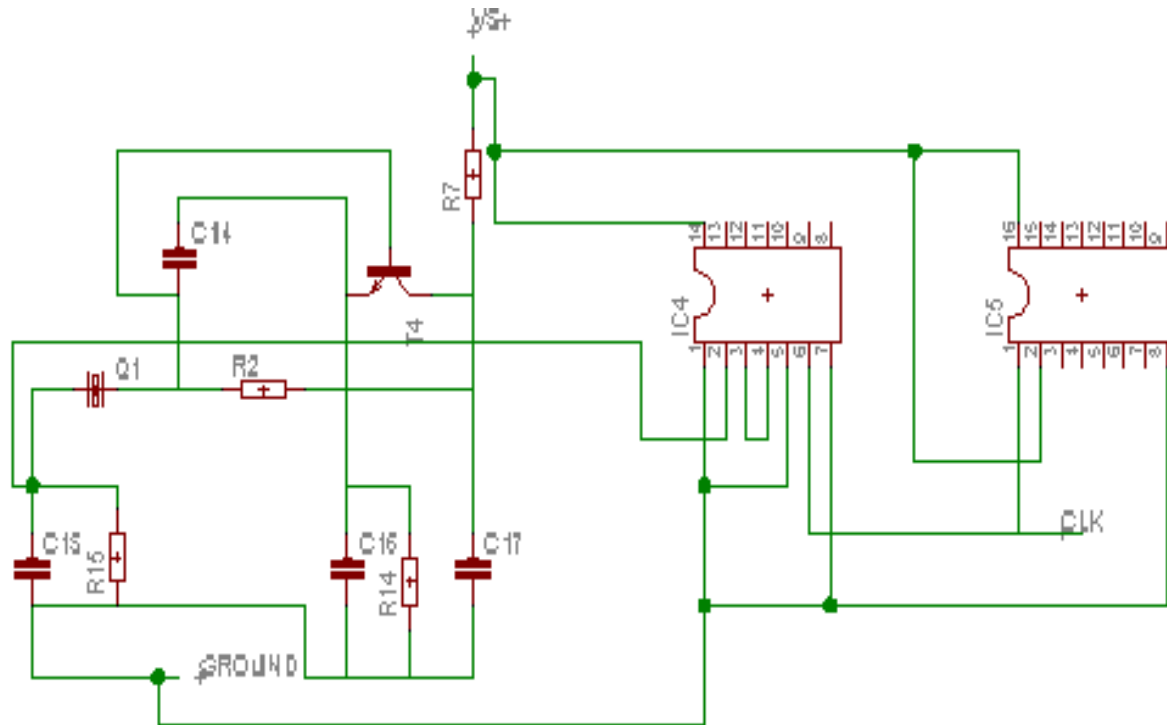 VS+
R7
C14
T4
14 13 12 11 10 9 8
IC4
1 2 3 4 5 6 7
16 15 14 13 12 11 10 9
IC5
1 2 3 4 5 6 7 8
Q1
R2
C15
R15
C16
R14
C17
CLK
GROUND